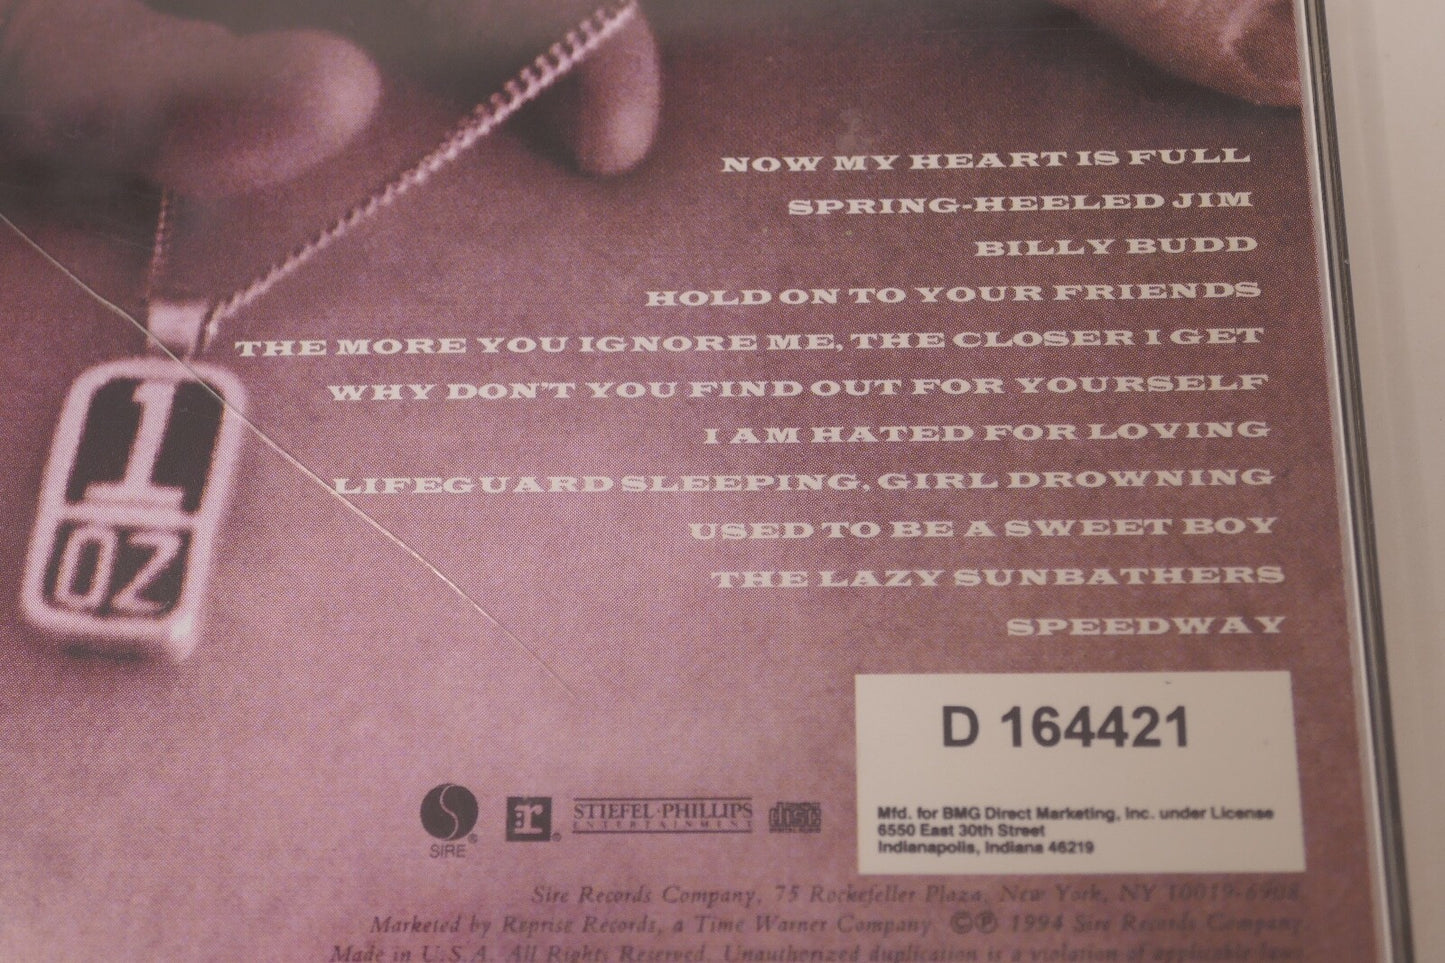 NOW MY HEART IS FULL
SPRING-HEELED JIM
BILLY BUDD
HOLD ON TO YOUR FRIENDS
THE MORE YOU IGNORE ME, THE CLOSER I GET
WHY DON'T YOU FIND OUT FOR YOURSELF
I AM HATED FOR LOVING
LIFEGUARD SLEEPING, GIRL DROWNING
USED TO BE A SWEET BOY
THE LAZY SUNBATHERS
SPEEDWAY
1
OZ
D 164421
Mfd. for BMG Direct Marketing, Inc. under License
6550 East 30th Street
Indianapolis, Indiana 46219
SIRE ®
r ®
STIEFEL·PHILLIPS
ENTERTAINMENT
disc
DIGITAL AUDIO
Sire Records Company, 75 Rockefeller Plaza, New York, NY 10019-6908
Marketed by Reprise Records, a Time Warner Company. ©℗ 1994 Sire Records Company.
Made in U.S.A. All Rights Reserved. Unauthorized duplication is a violation of applicable laws.